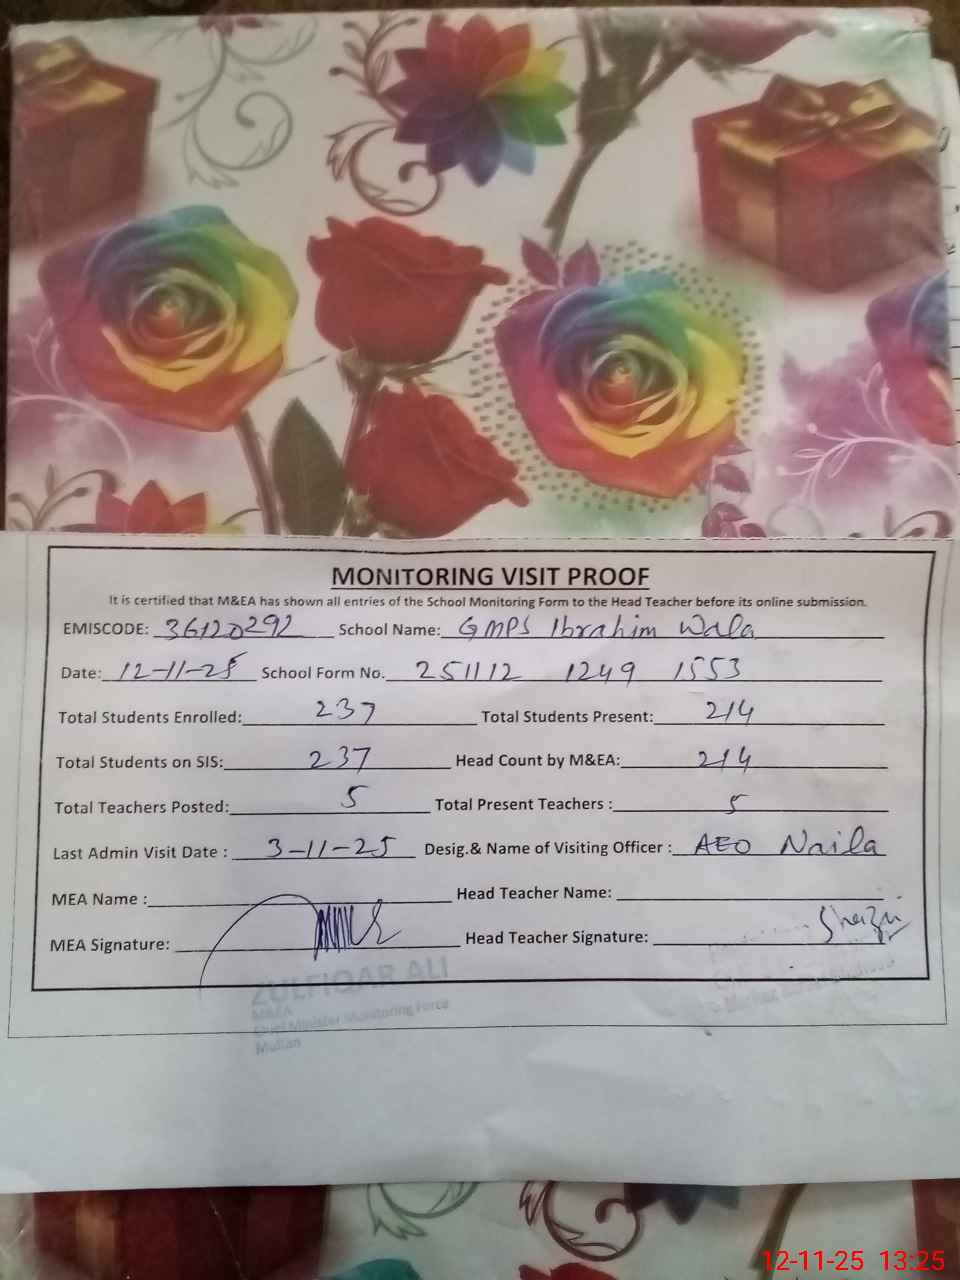 MONITORING VISIT PROOF
It is certified that M&EA has shown all entries of the School Monitoring Form to the Head Teacher before its online submission.
EMISCODE: 36120292 School Name: GMPS Ibrahim Wala
Date: 12-11-25 School Form No. 251112 1249 1553
Total Students Enrolled: 237 Total Students Present: 214
Total Students on SIS: 237 Head Count by M&EA: 214
Total Teachers Posted: 5 Total Present Teachers : 5
Last Admin Visit Date : 3-11-25 Desig.& Name of Visiting Officer : AEO Naila
MEA Name : Head Teacher Name:
MEA Signature: Head Teacher Signature:
ZULFIQAR ALI
M&EA
Chief Minister Monitoring Force
Multan
12-11-25 13:25